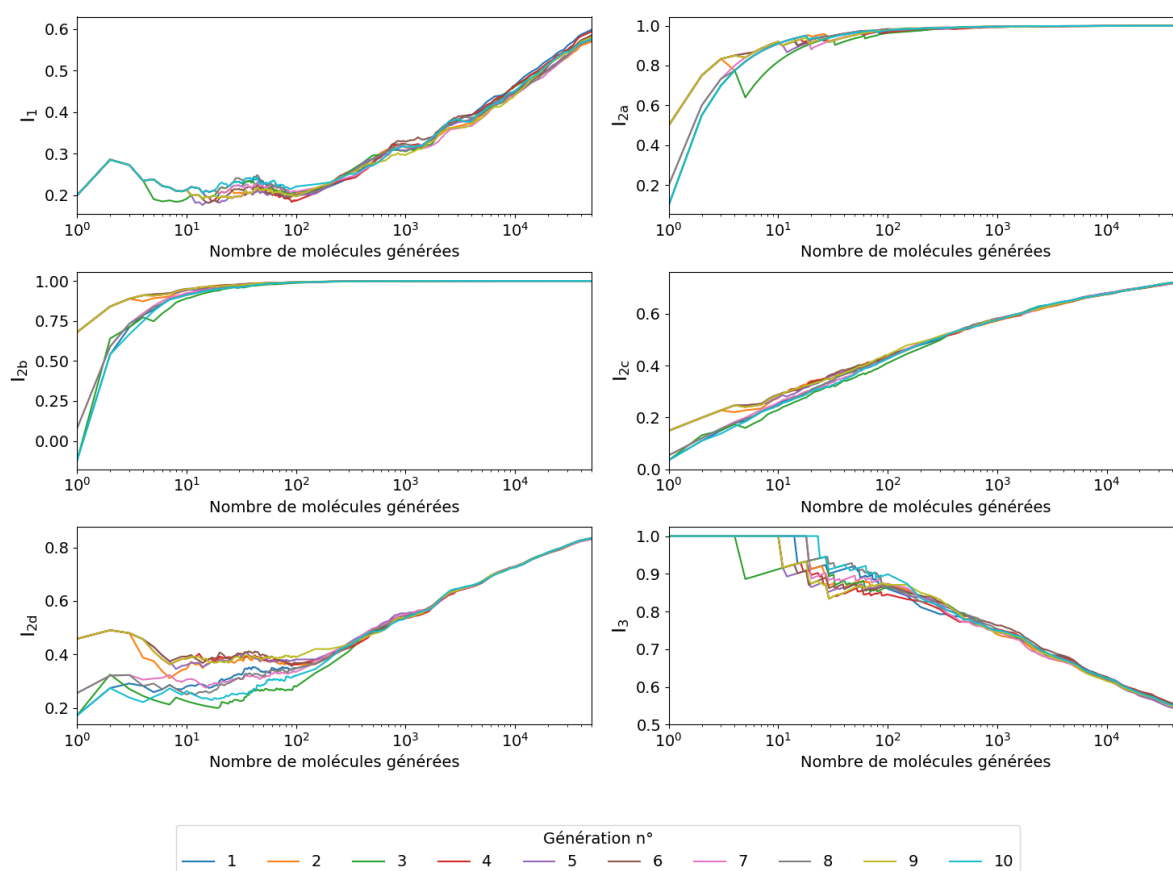 0.6
0.5
0.4
0.3
0.2
I1
10^0 10^1 10^2 10^3 10^4
Nombre de molécules générées
1.0
0.8
0.6
0.4
0.2
I2a
10^0 10^1 10^2 10^3 10^4
Nombre de molécules générées
1.00
0.75
0.50
0.25
0.00
I2b
10^0 10^1 10^2 10^3 10^4
Nombre de molécules générées
0.6
0.4
0.2
0.0
I2c
10^0 10^1 10^2 10^3 10^4
Nombre de molécules générées
0.8
0.6
0.4
0.2
I2d
10^0 10^1 10^2 10^3 10^4
Nombre de molécules générées
1.0
0.9
0.8
0.7
0.6
0.5
I3
10^0 10^1 10^2 10^3 10^4
Nombre de molécules générées
Génération n°
1 2 3 4 5 6 7 8 9 10